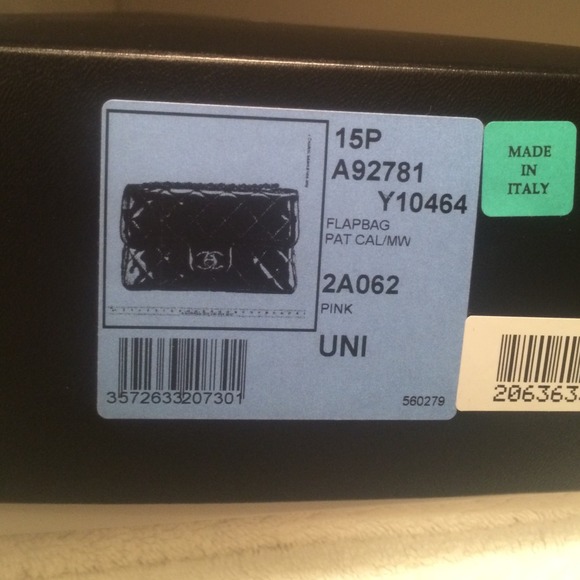 15P
A92781
Y10464
FLAPBAG
PAT CAL/MW
2A062
PINK
UNI
3572633207301
560279
MADE
IN
ITALY
206363